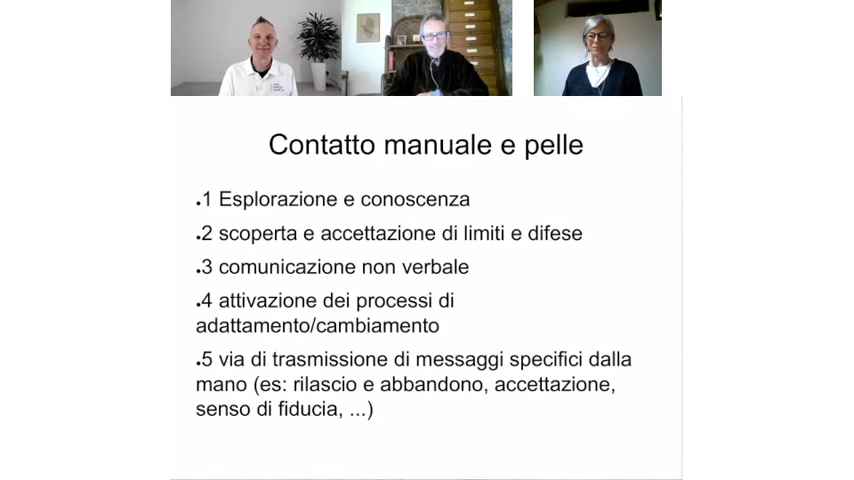 Contatto manuale e pelle
•1 Esplorazione e conoscenza
•2 scoperta e accettazione di limiti e difese
•3 comunicazione non verbale
•4 attivazione dei processi di
adattamento/cambiamento
•5 via di trasmissione di messaggi specifici dalla
mano (es: rilascio e abbandono, accettazione,
senso di fiducia, ...)